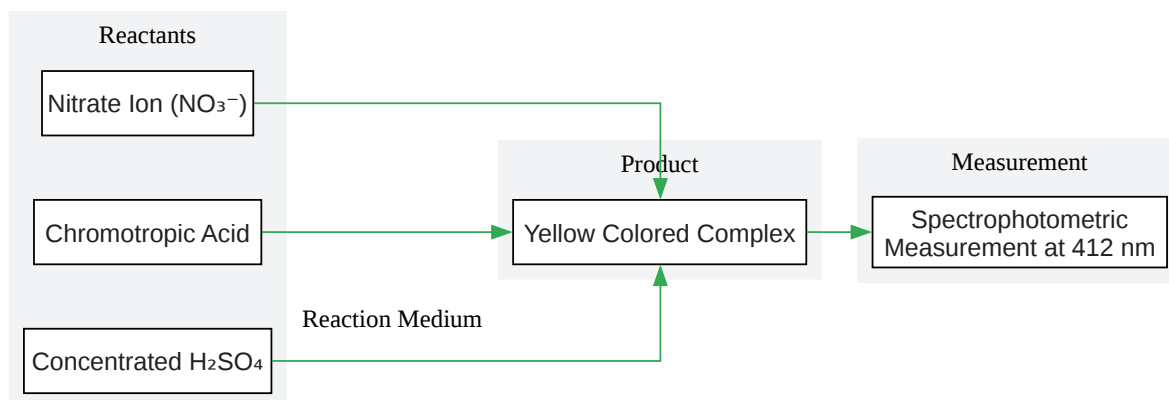 Reactants
Nitrate Ion (NO₃⁻)
Chromotropic Acid
Concentrated H₂SO₄
Reaction Medium
Product
Yellow Colored Complex
Measurement
Spectrophotometric
Measurement at 412 nm